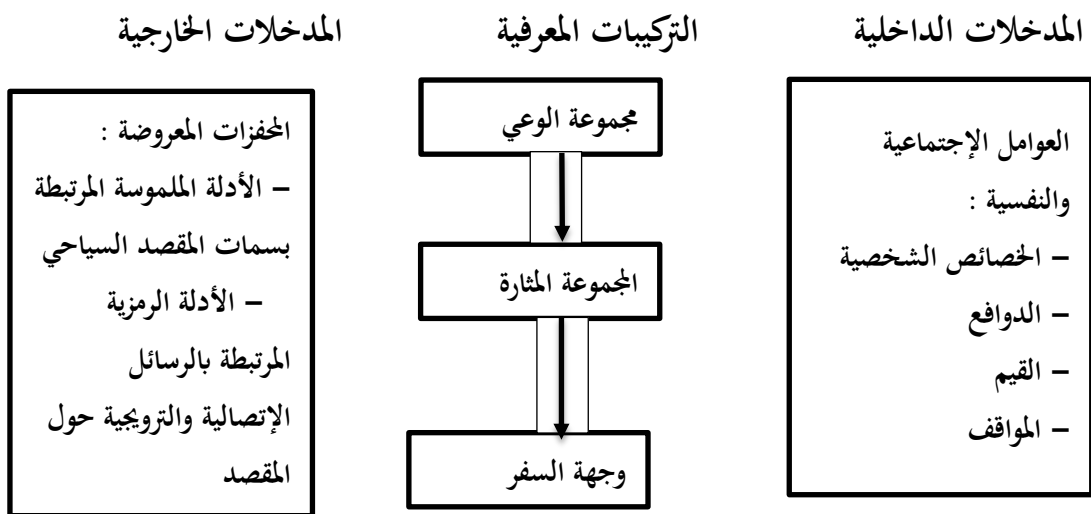 المدخلات الداخلية
التركيبات المعرفية
المدخلات الخارجية
العوامل الإجتماعية
والنفسية :
– الخصائص الشخصية
– الدوافع
– القيم
– المواقف
مجموعة الوعي
المجموعة المثارة
وجهة السفر
المحفزات المعروضة :
– الأدلة الملموسة المرتبطة
بسمات المقصد السياحي
– الأدلة الرمزية
المرتبطة بالرسائل
الإتصالية والترويجية حول
المقصد